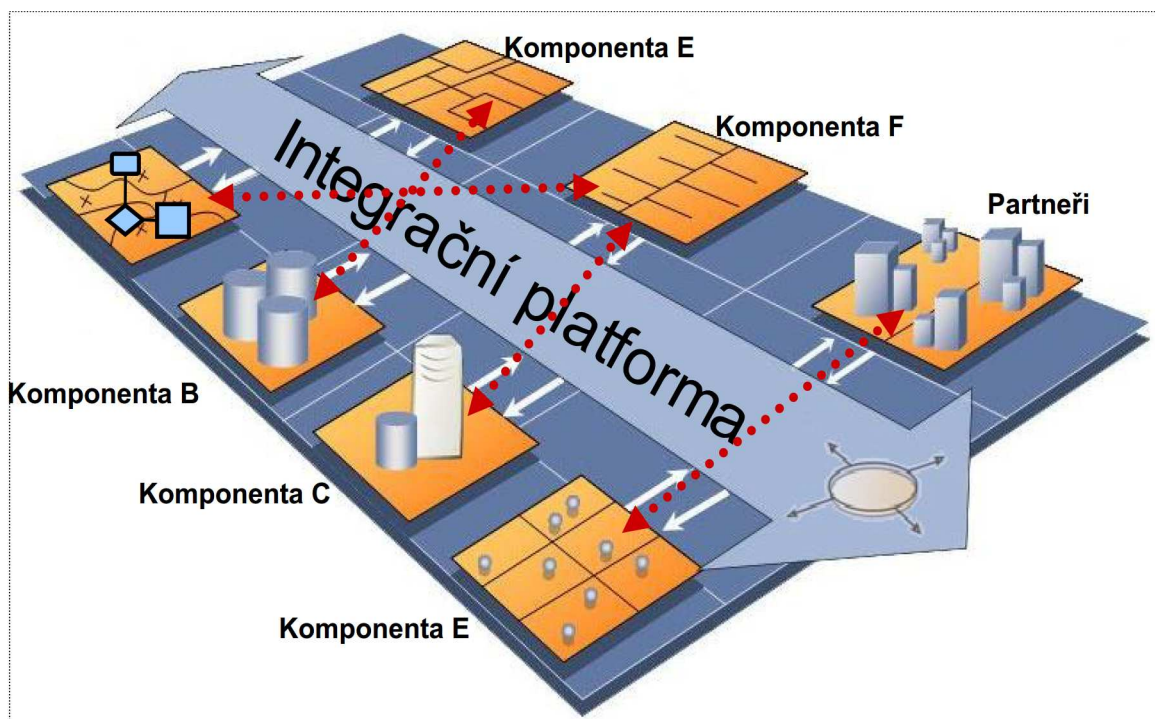 Komponenta E
Komponenta F
Partneři
Integrační platforma
Komponenta B
Komponenta C
Komponenta E